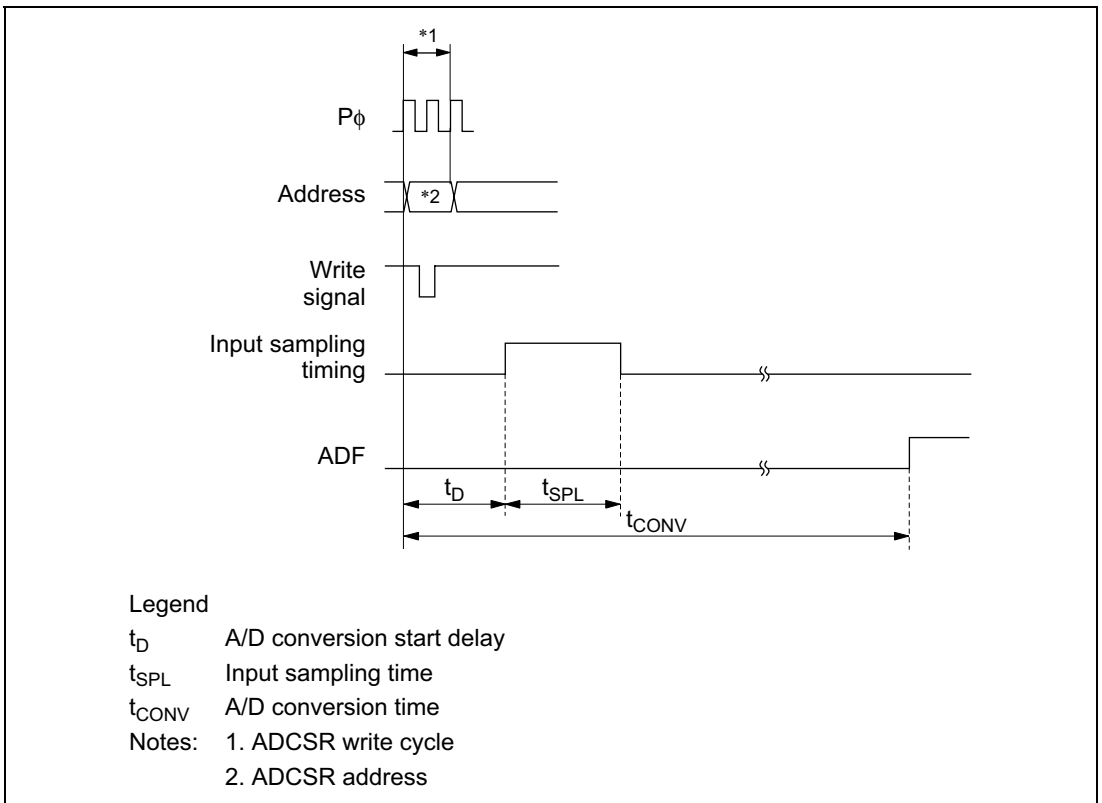 *1
Pϕ
Address
*2
Write
signal
Input sampling
timing
ADF
tD
tSPL
tCONV
Legend
tD A/D conversion start delay
tSPL Input sampling time
tCONV A/D conversion time
Notes: 1. ADCSR write cycle
2. ADCSR address